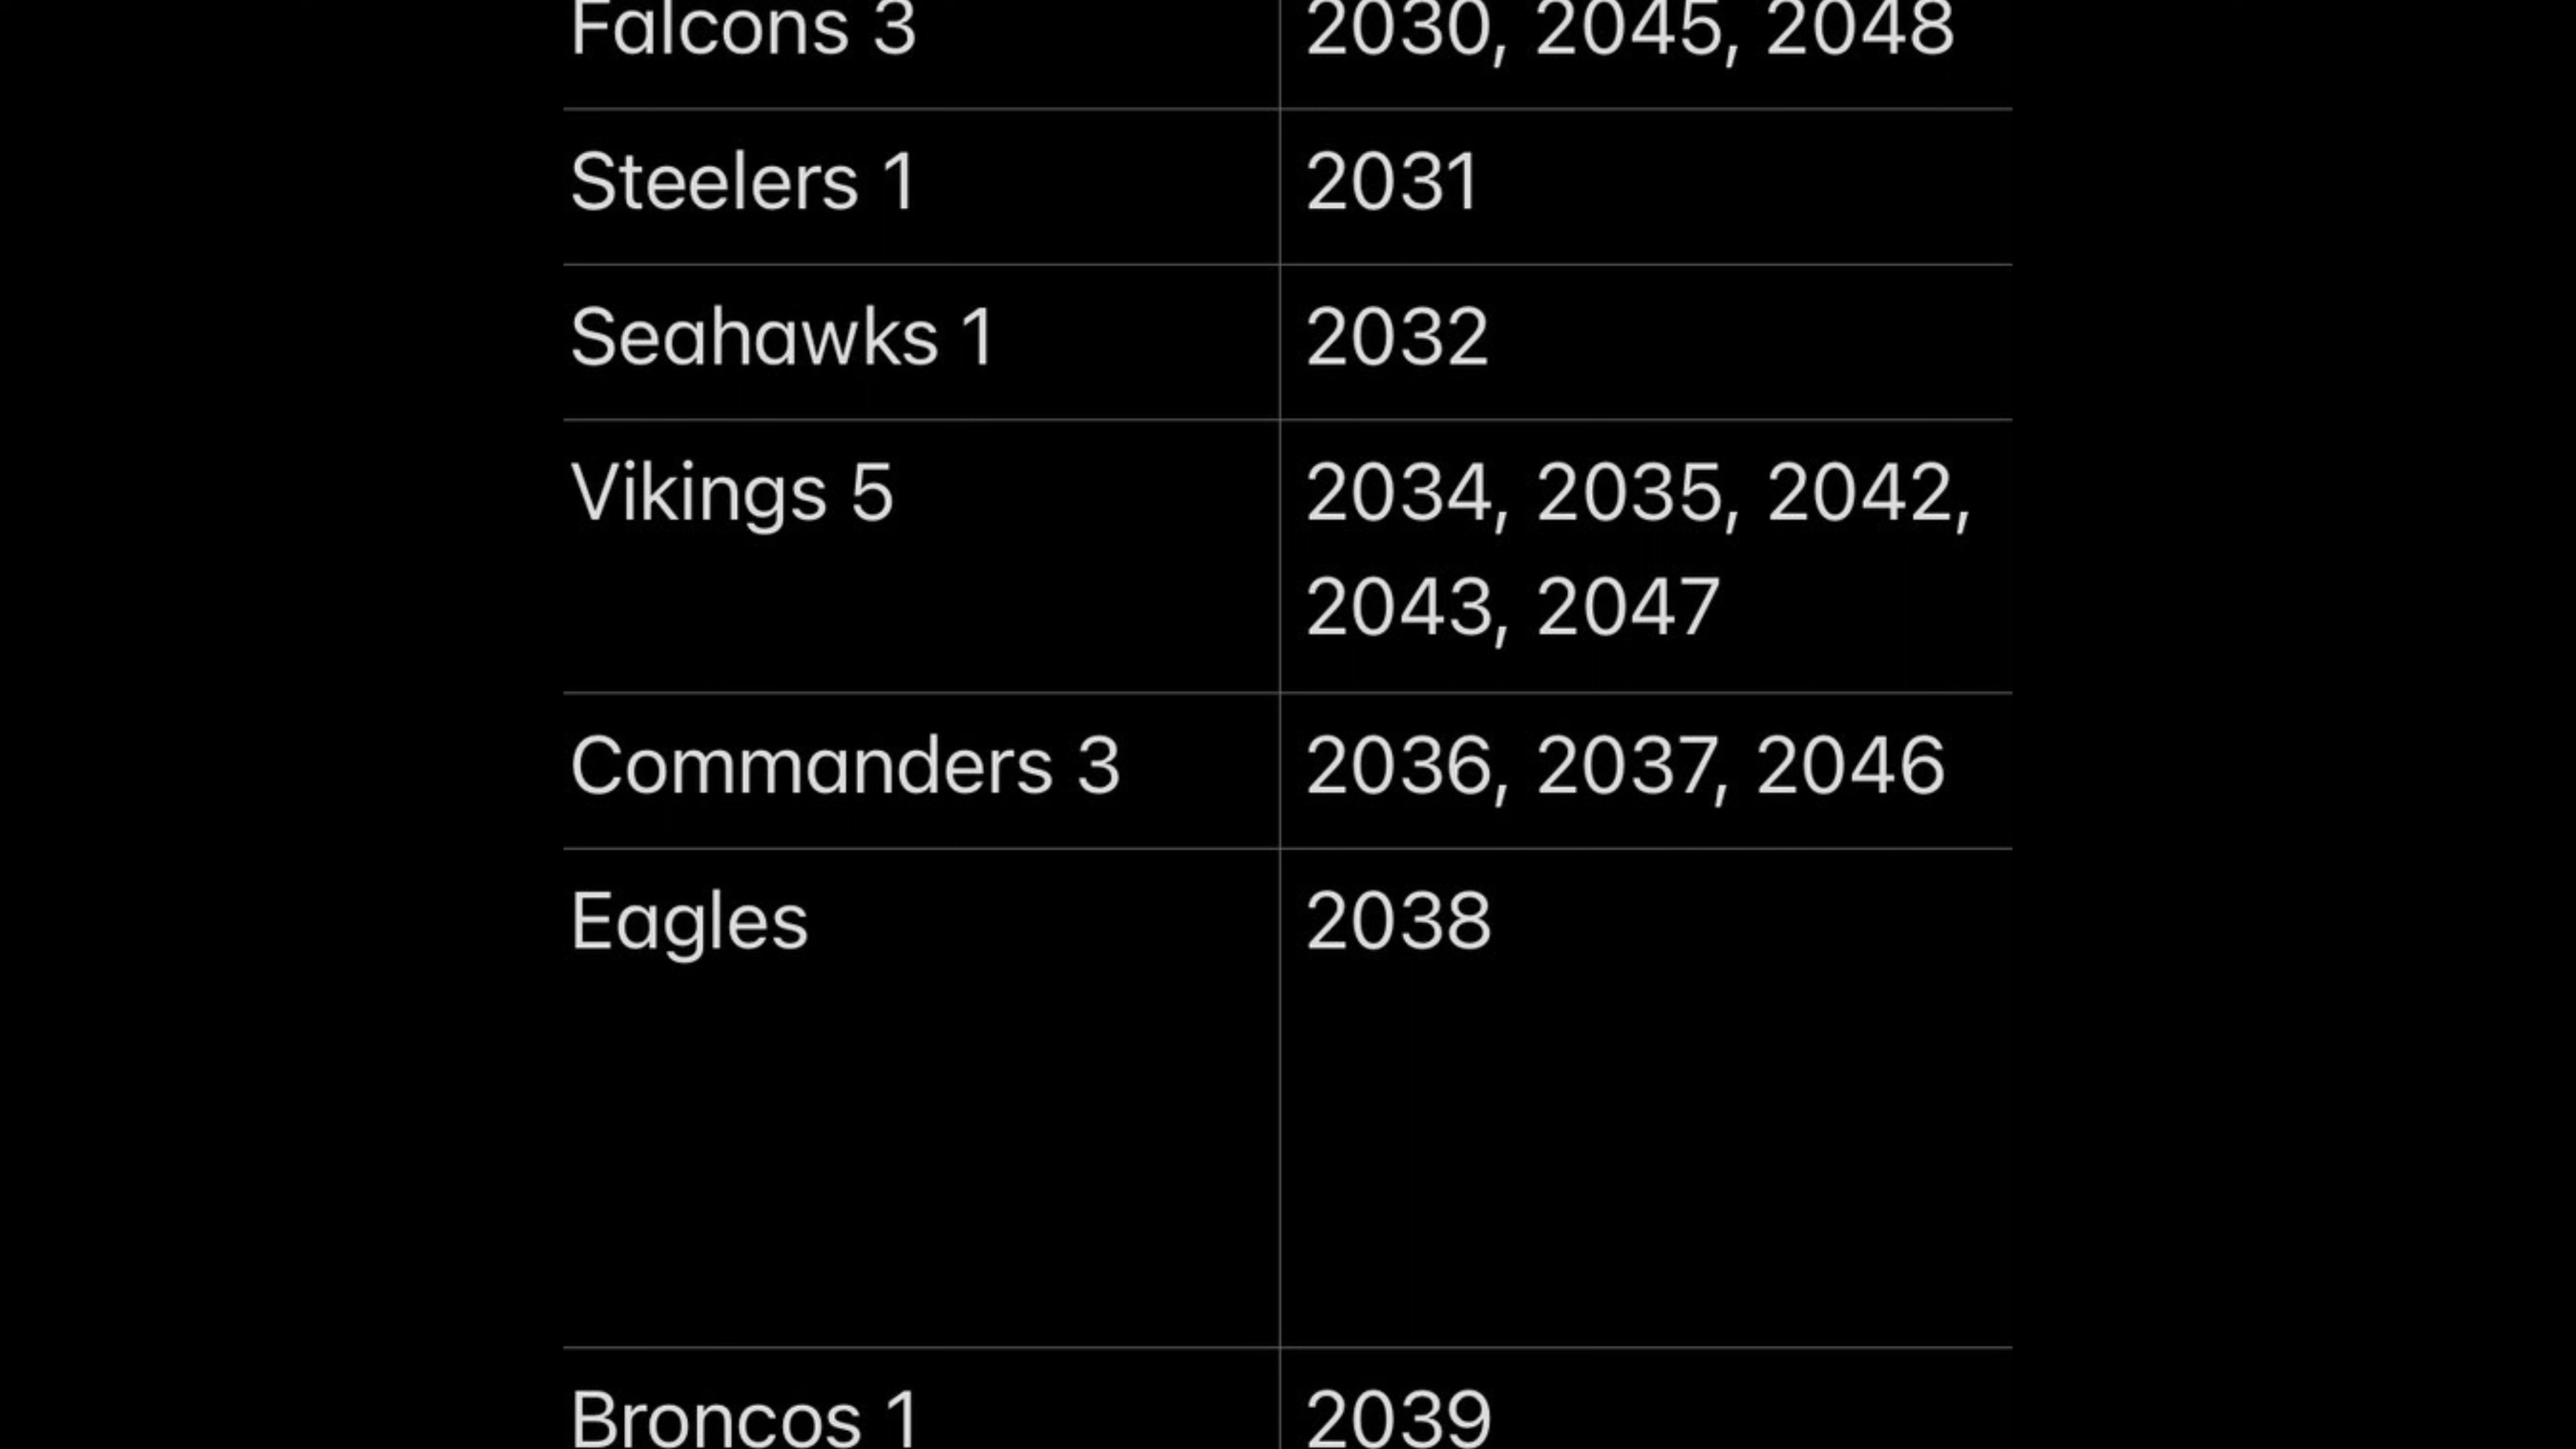 Falcons 3 2030, 2045, 2048
Steelers 1 2031
Seahawks 1 2032
Vikings 5 2034, 2035, 2042,
2043, 2047
Commanders 3 2036, 2037, 2046
Eagles 2038
Broncos 1 2039